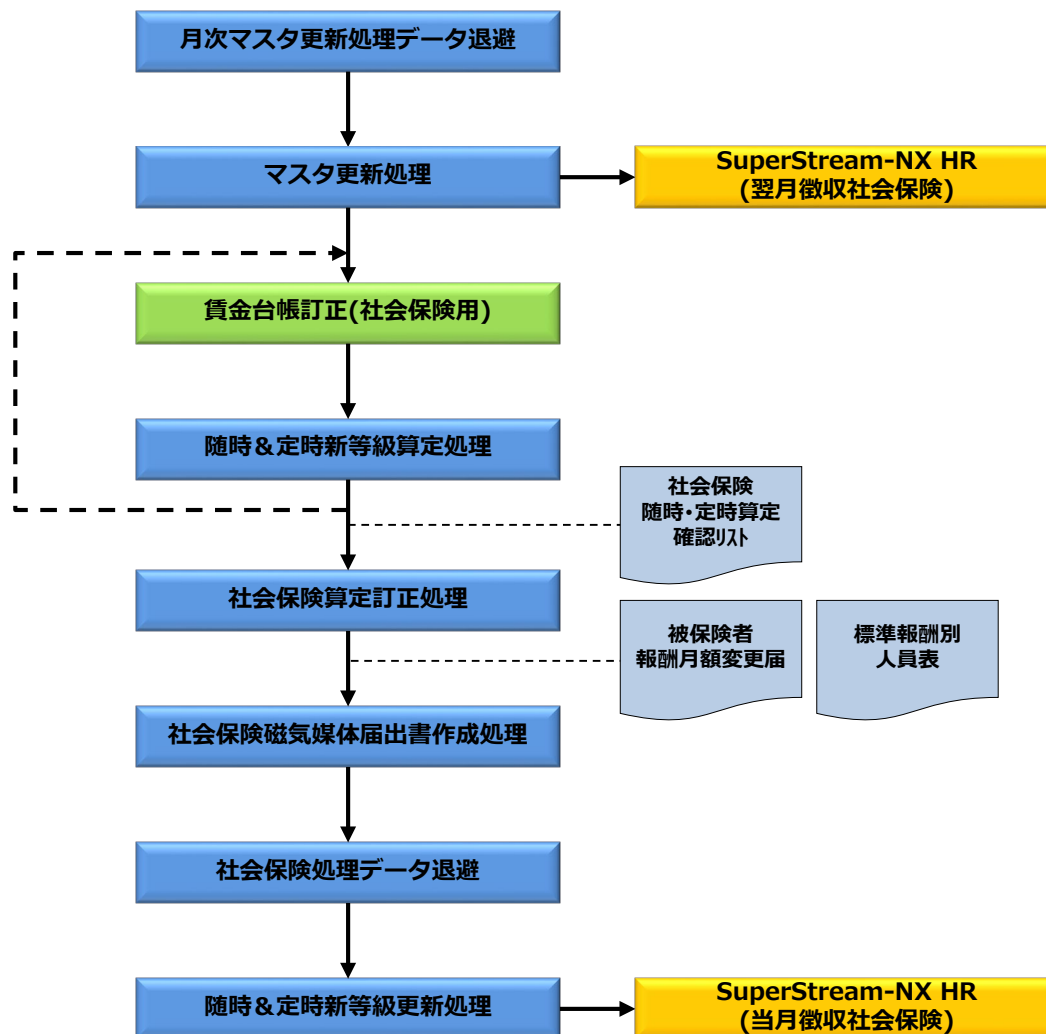 月次マスタ更新処理データ退避
マスタ更新処理
SuperStream-NX HR
(翌月徴収社会保険)
賃金台帳訂正(社会保険用)
随時＆定時新等級算定処理
社会保険
随時・定時算定
確認ﾘｽﾄ
社会保険算定訂正処理
被保険者
報酬月額変更届
標準報酬別
人員表
社会保険磁気媒体届出書作成処理
社会保険処理データ退避
随時＆定時新等級更新処理
SuperStream-NX HR
(当月徴収社会保険)